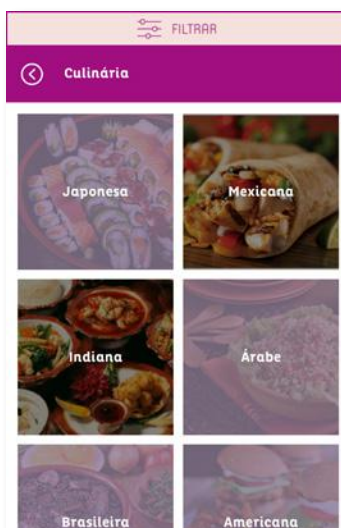 FILTRAR
Culinária
Japonesa
Mexicana
Indiana
Árabe
Brasileira
Americana